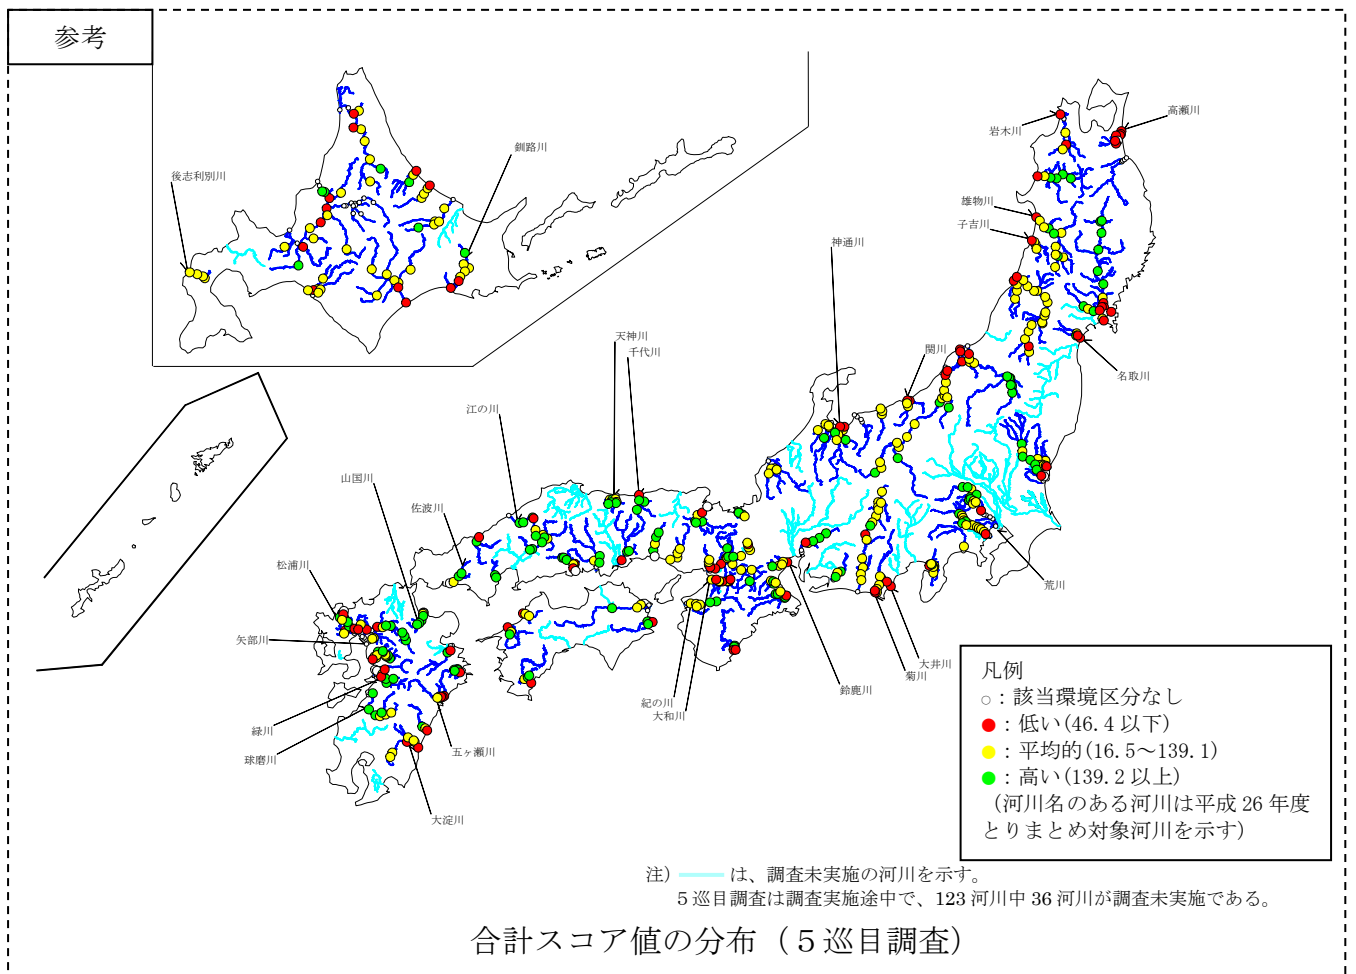 参考
後志利別川
釧路川
岩木川
高瀬川
雄物川
子吉川
神通川
関川
名取川
天神川
千代川
江の川
山国川
佐波川
松浦川
矢部川
緑川
球磨川
五ヶ瀬川
大淀川
紀の川
大和川
鈴鹿川
菊川
大井川
荒川
凡例
○：該当環境区分なし
●：低い(46.4 以下)
●：平均的(16.5～139.1)
●：高い(139.2 以上)
（河川名のある河川は平成 26 年度
とりまとめ対象河川を示す）
注） は、調査未実施の河川を示す。
５巡目調査は調査実施途中で、123 河川中 36 河川が調査未実施である。
合計スコア値の分布（５巡目調査）